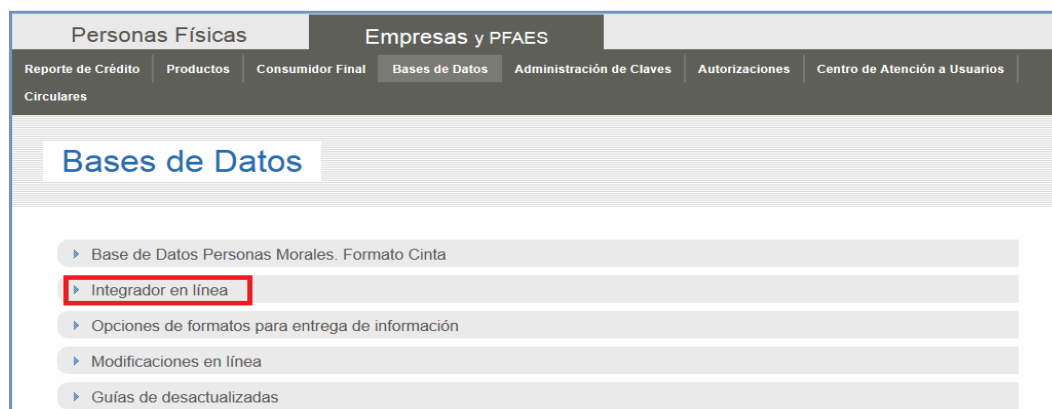 Personas Físicas
Empresas y PFAES
Reporte de Crédito
Productos
Consumidor Final
Bases de Datos
Administración de Claves
Autorizaciones
Centro de Atención a Usuarios
Circulares
Bases de Datos
Base de Datos Personas Morales. Formato Cinta
Integrador en línea
Opciones de formatos para entrega de información
Modificaciones en línea
Guías de desactualizadas